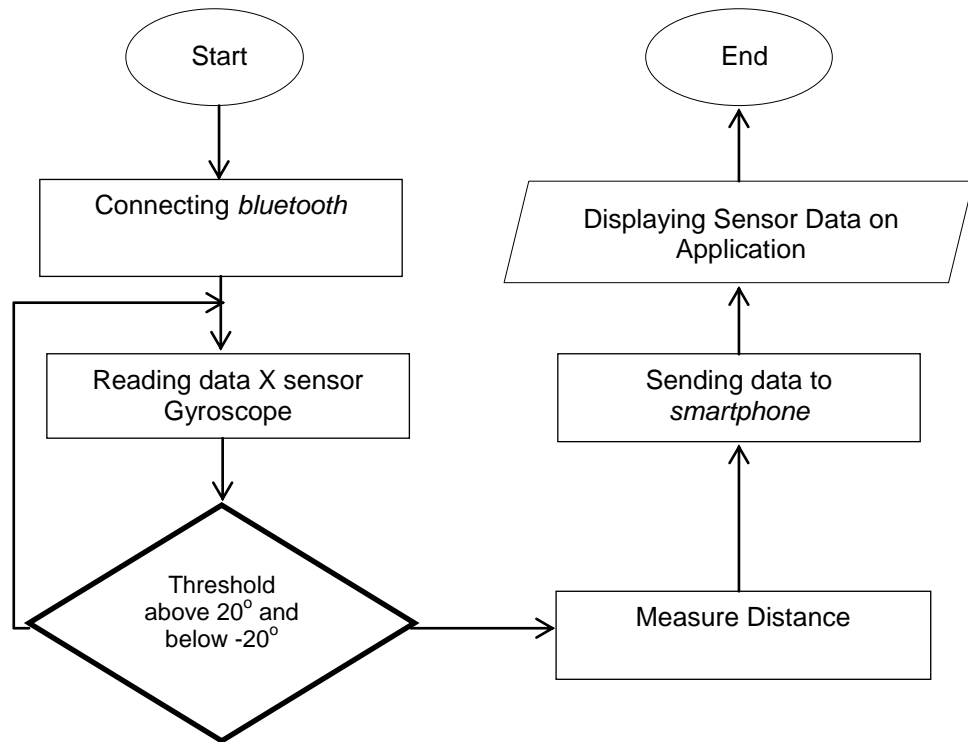 Start
Connecting bluetooth
Reading data X sensor
Gyroscope
Threshold
above 20° and
below -20°
Measure Distance
Sending data to
smartphone
Displaying Sensor Data on
Application
End